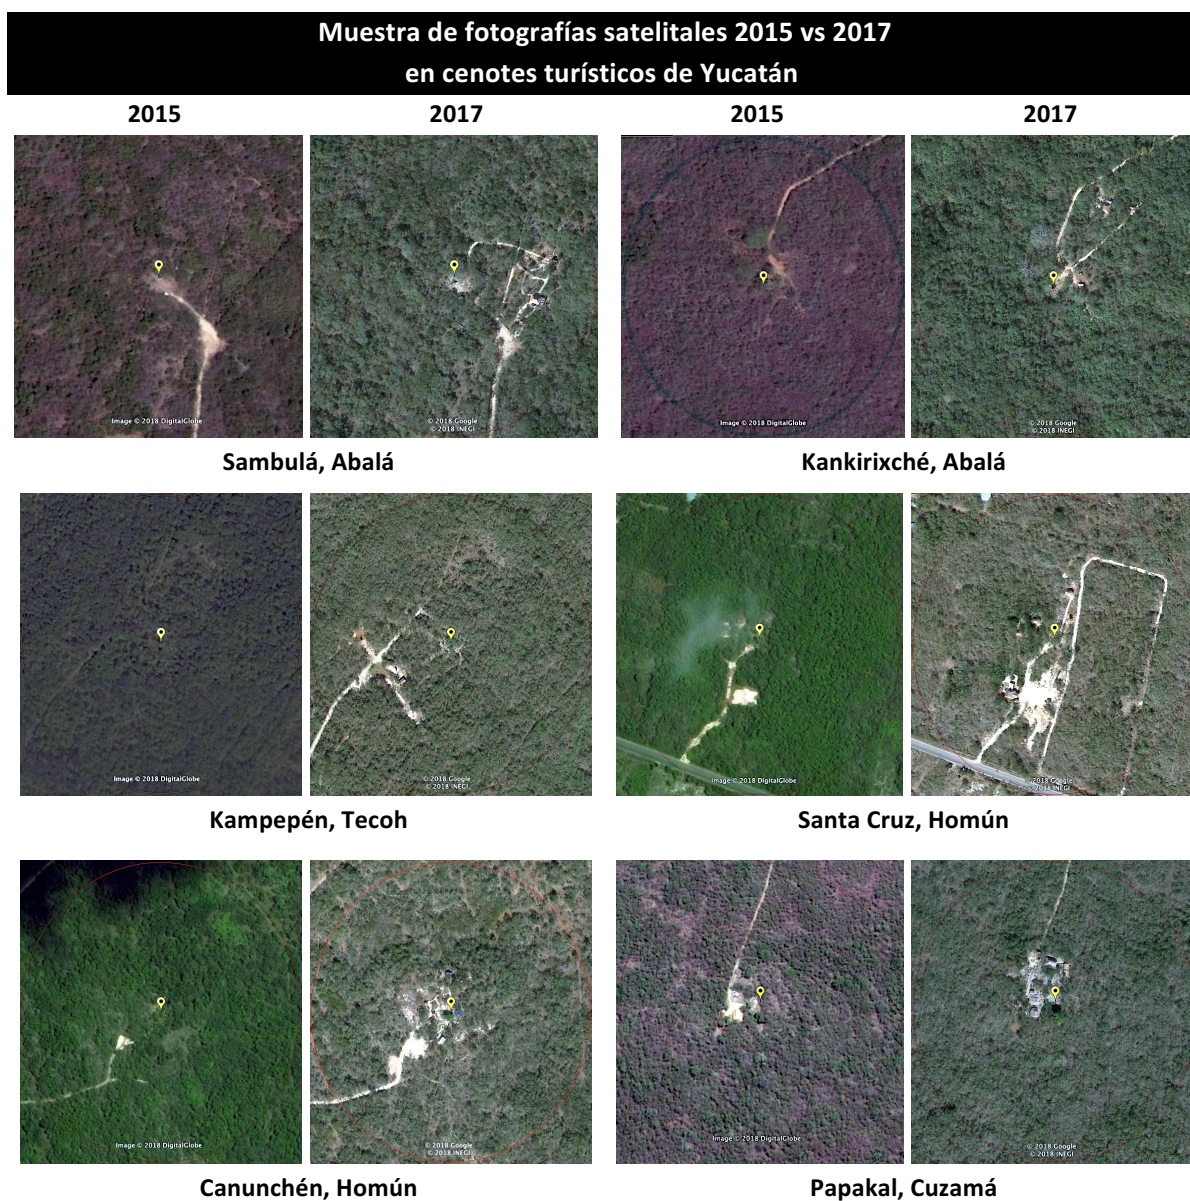 Muestra de fotografías satelitales 2015 vs 2017
en cenotes turísticos de Yucatán
2015 2017 2015 2017
Image © 2018 DigitalGlobe
© 2018 Google
© 2018 INEGI
Image © 2018 DigitalGlobe
© 2018 Google
© 2018 INEGI
Sambulá, Abalá
Kankirixché, Abalá
Image © 2018 DigitalGlobe
© 2018 Google
© 2018 INEGI
Image © 2018 DigitalGlobe
© 2018 Google
© 2018 INEGI
Kampepén, Tecoh
Santa Cruz, Homún
Image © 2018 DigitalGlobe
© 2018 Google
© 2018 INEGI
Image © 2018 DigitalGlobe
© 2018 Google
© 2018 INEGI
Canunchén, Homún
Papakal, Cuzamá